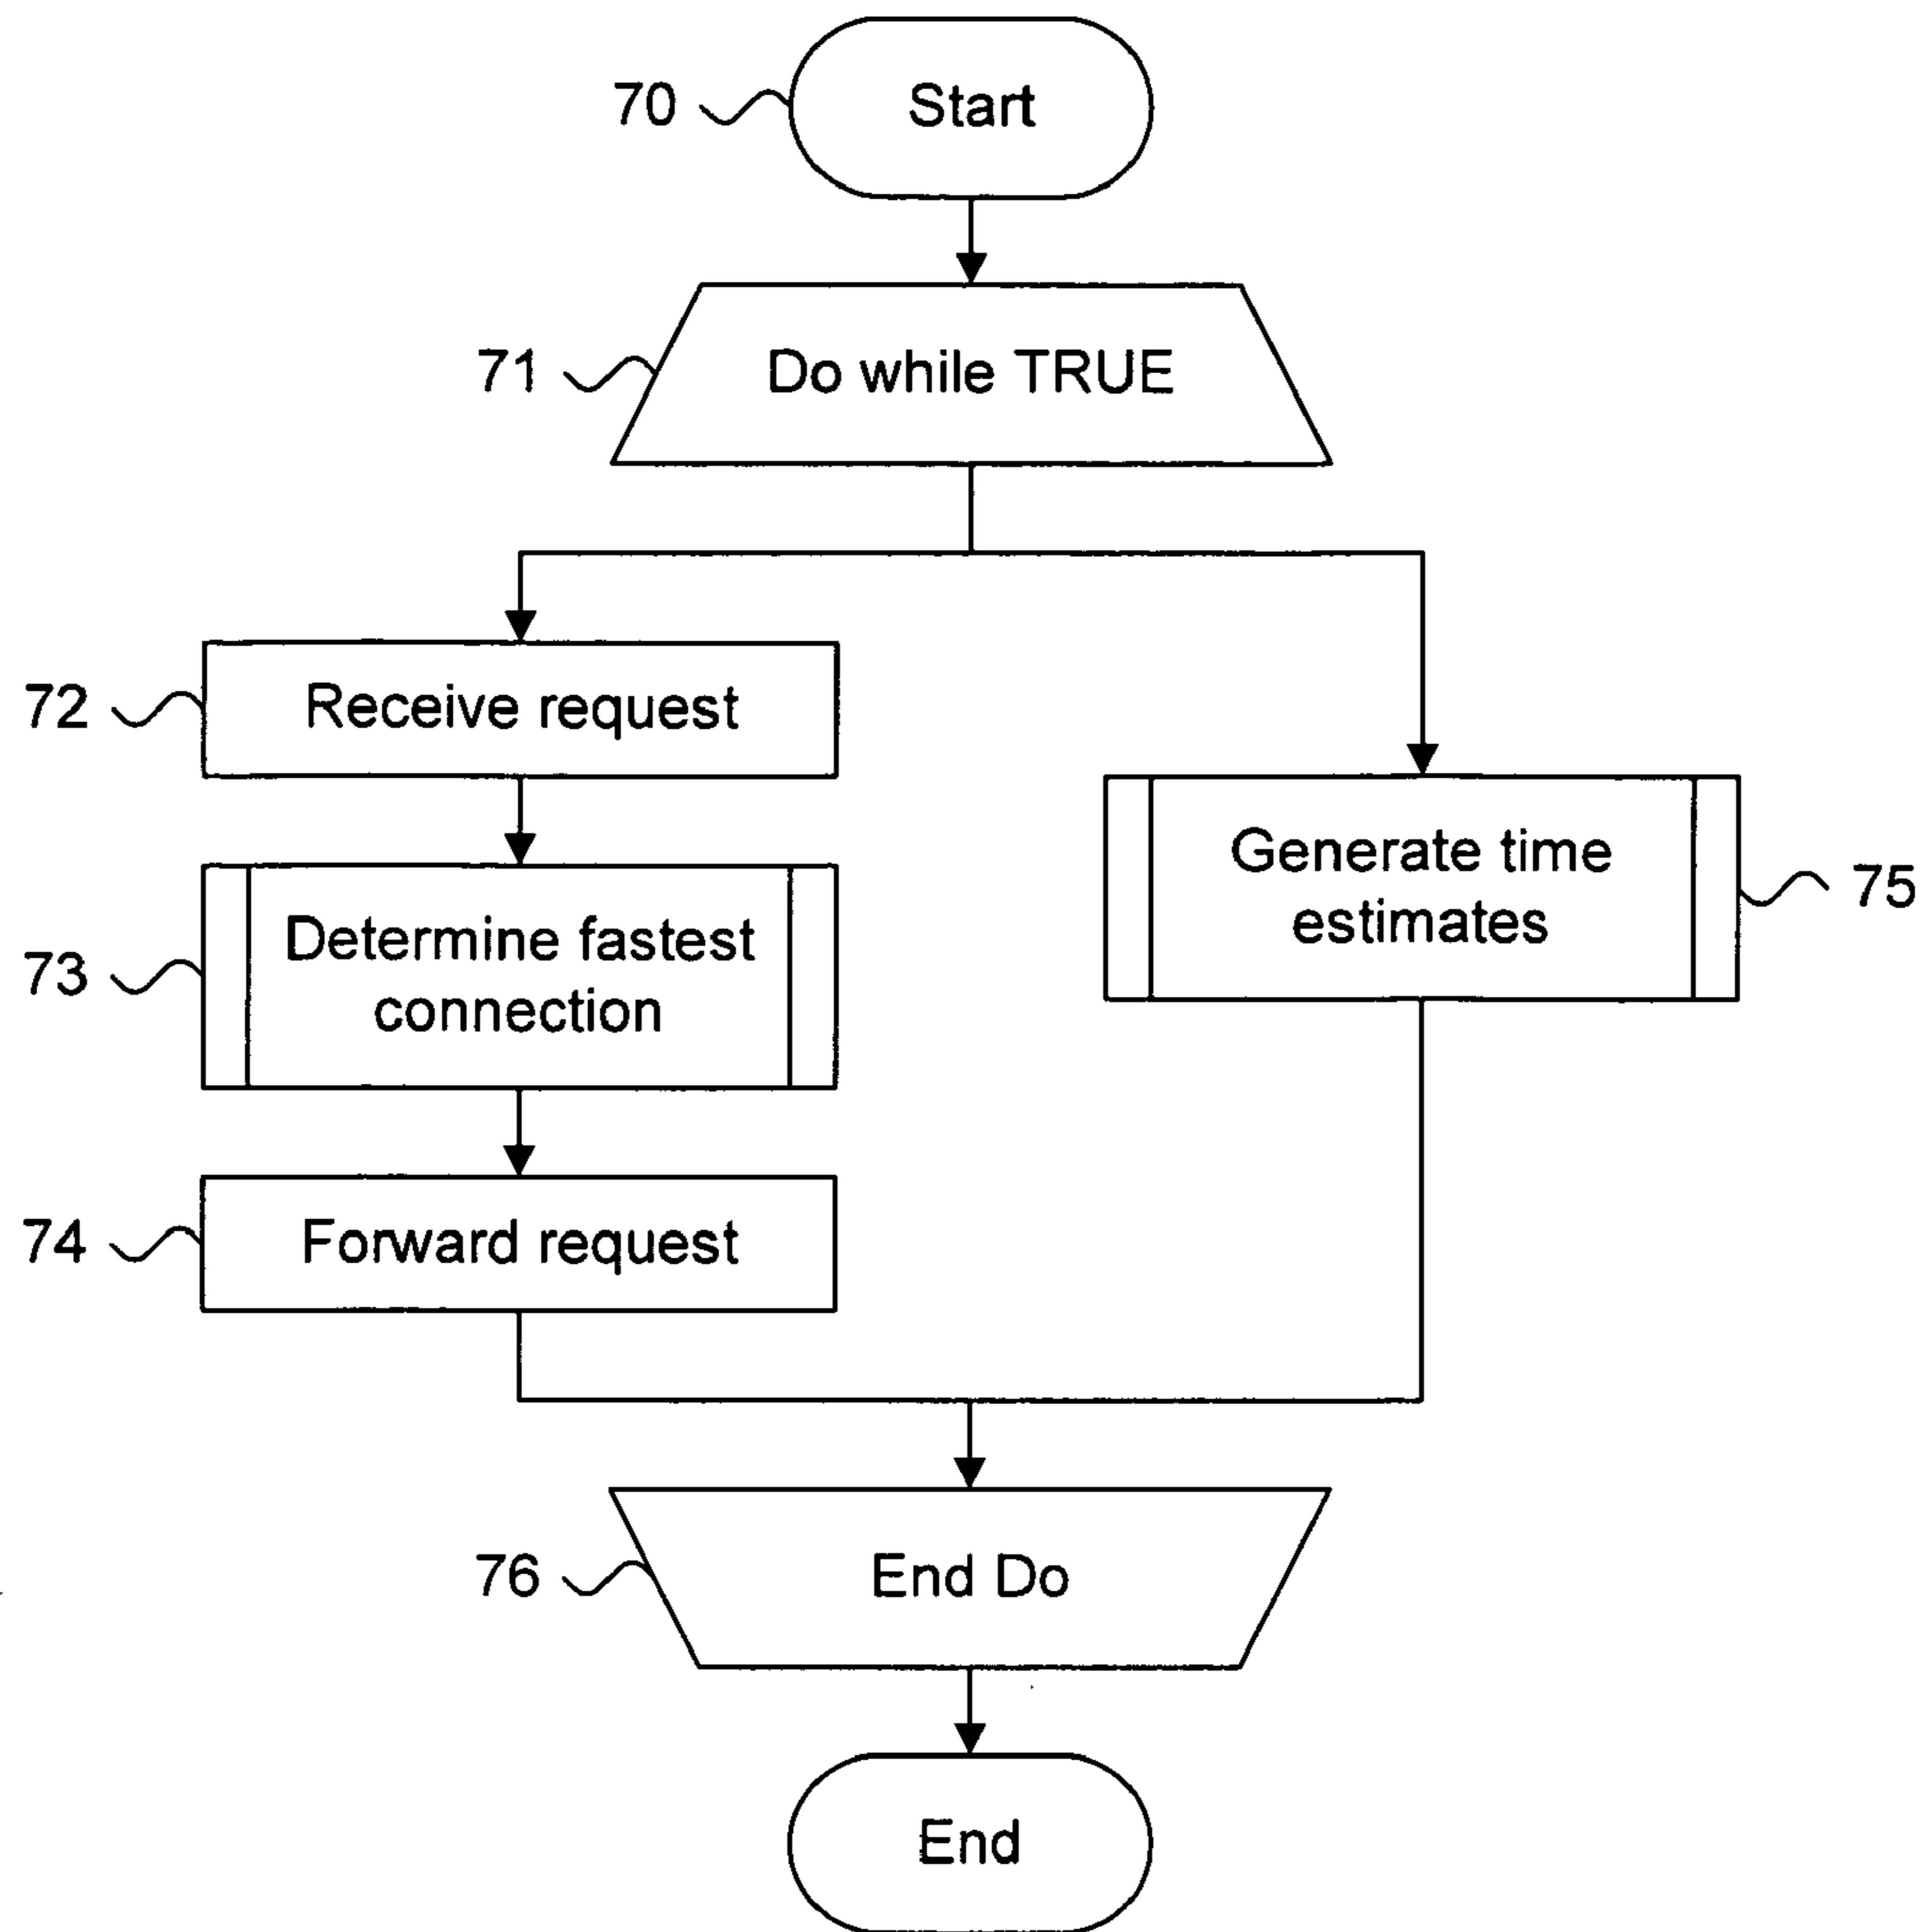 70
Start
71
Do while TRUE
72
Receive request
Generate time
estimates
75
73
Determine fastest
connection
74
Forward request
76
End Do
End